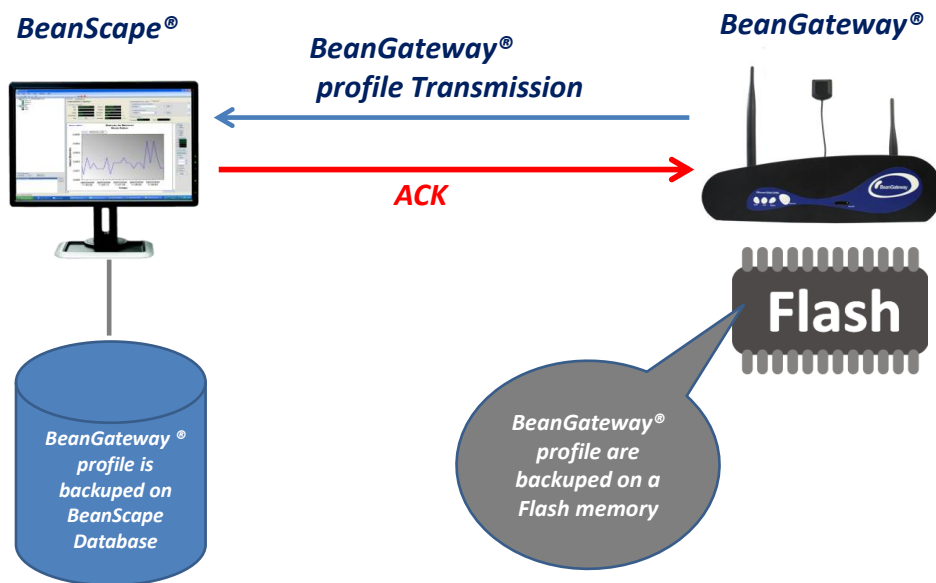 BeanScape®
BeanGateway®
profile Transmission
BeanGateway®
ACK
BeanGateway
Flash
BeanGateway ®
profile is
backuped on
BeanScape
Database
BeanGateway®
profile are
backuped on a
Flash memory